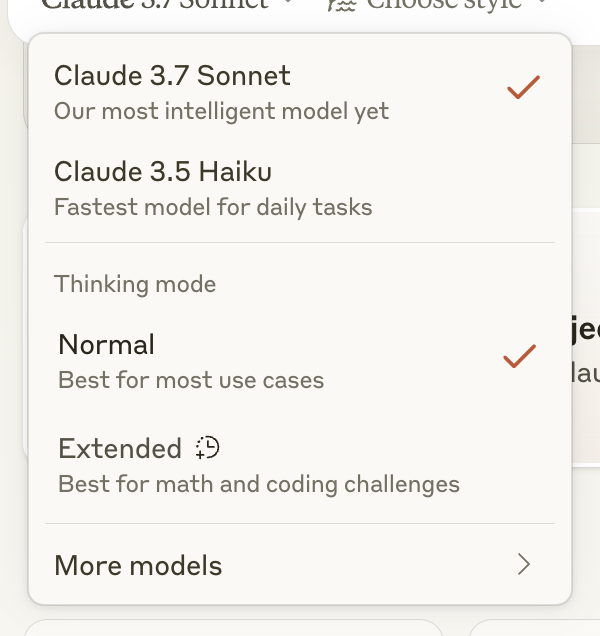 Claude 3.7 Sonnet
Choose style
Claude 3.7 Sonnet
Our most intelligent model yet
Claude 3.5 Haiku
Fastest model for daily tasks
Thinking mode
Normal
Best for most use cases
Extended
Best for math and coding challenges
More models